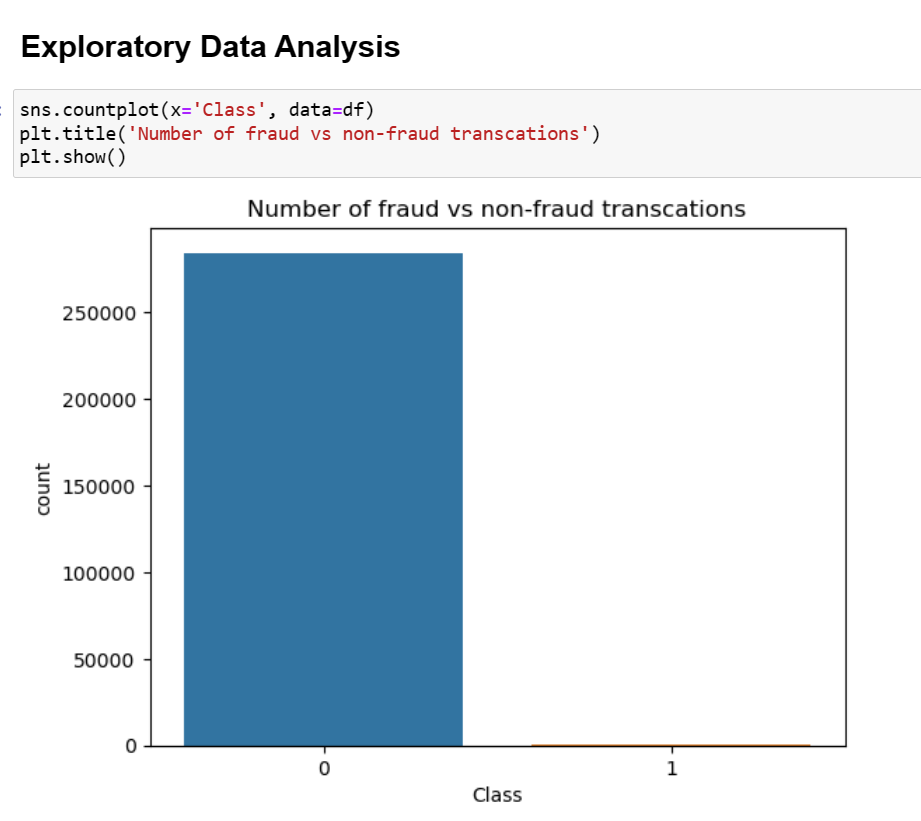 Exploratory Data Analysis
sns.countplot(x='Class', data=df)
plt.title('Number of fraud vs non-fraud transcations')
plt.show()
Number of fraud vs non-fraud transcations
250000
200000
150000
100000
50000
0
count
0 1
Class